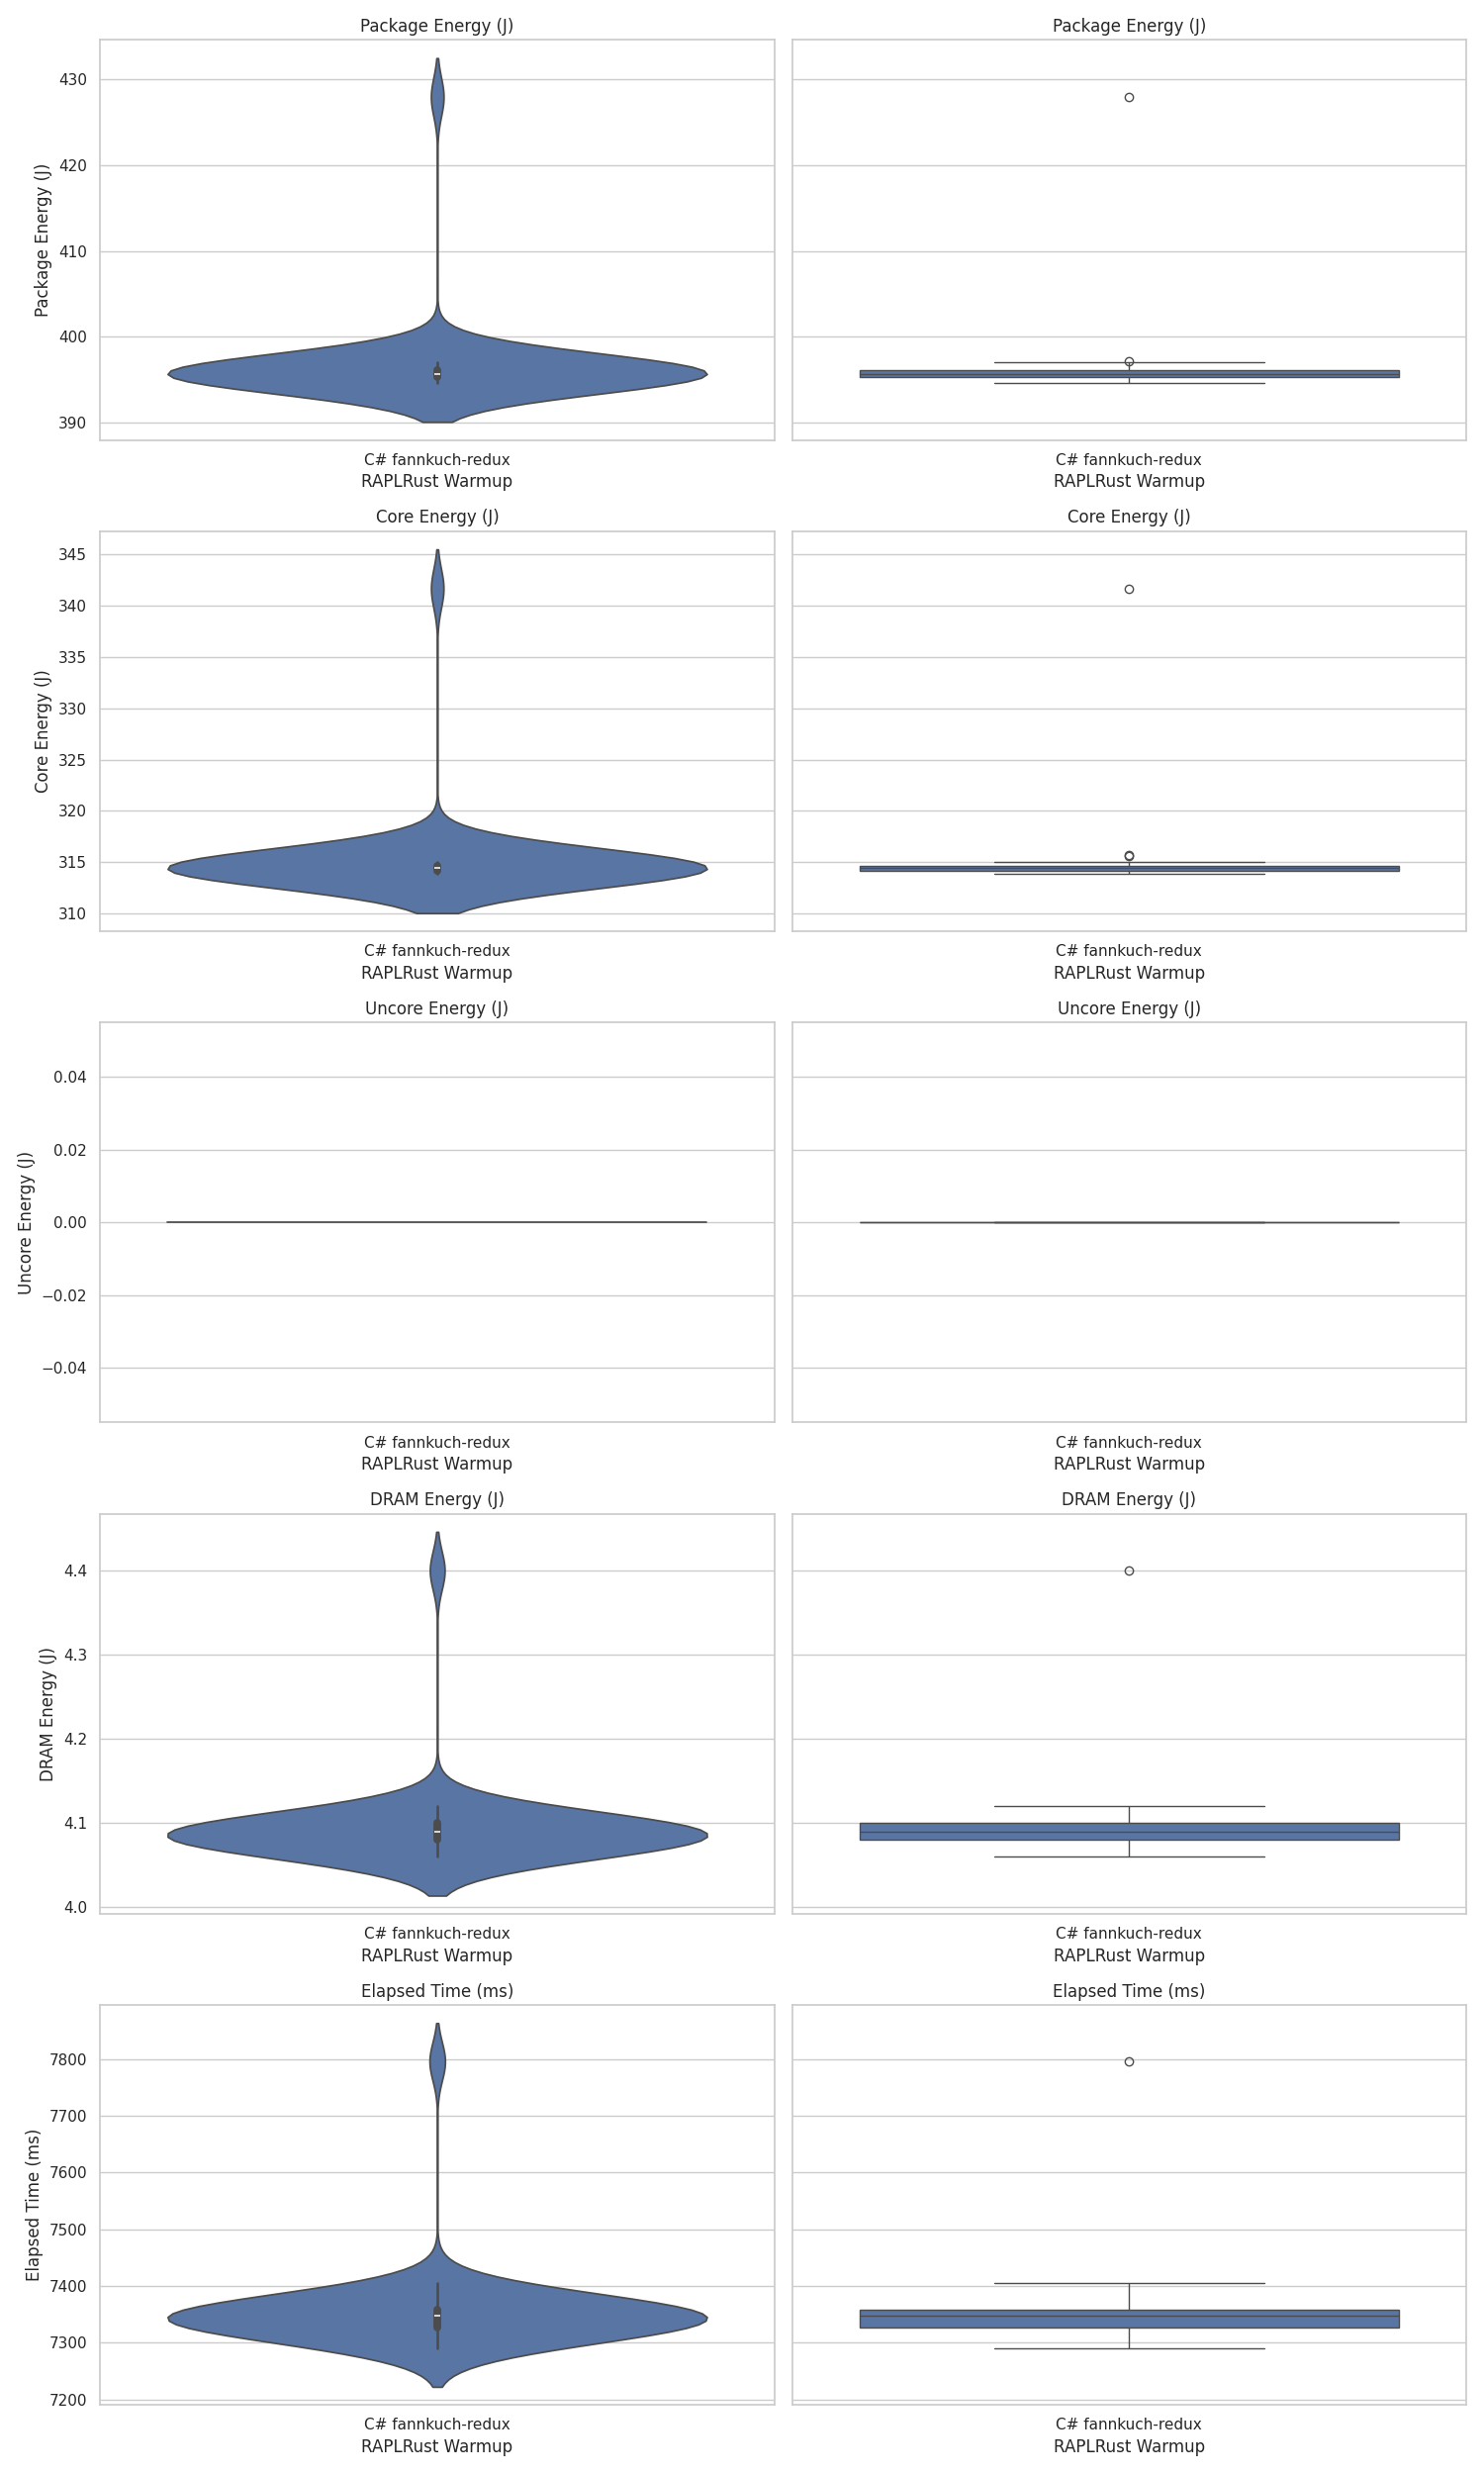 Package Energy (J)
Package Energy (J)
Package Energy (J)
430
420
410
400
390
C# fannkuch-redux
RAPLRust Warmup
C# fannkuch-redux
RAPLRust Warmup
Core Energy (J)
Core Energy (J)
Core Energy (J)
345
340
335
330
325
320
315
310
C# fannkuch-redux
RAPLRust Warmup
C# fannkuch-redux
RAPLRust Warmup
Uncore Energy (J)
Uncore Energy (J)
Uncore Energy (J)
0.04
0.02
0.00
−0.02
−0.04
C# fannkuch-redux
RAPLRust Warmup
C# fannkuch-redux
RAPLRust Warmup
DRAM Energy (J)
DRAM Energy (J)
DRAM Energy (J)
4.4
4.3
4.2
4.1
4.0
C# fannkuch-redux
RAPLRust Warmup
C# fannkuch-redux
RAPLRust Warmup
Elapsed Time (ms)
Elapsed Time (ms)
Elapsed Time (ms)
7800
7700
7600
7500
7400
7300
7200
C# fannkuch-redux
RAPLRust Warmup
C# fannkuch-redux
RAPLRust Warmup